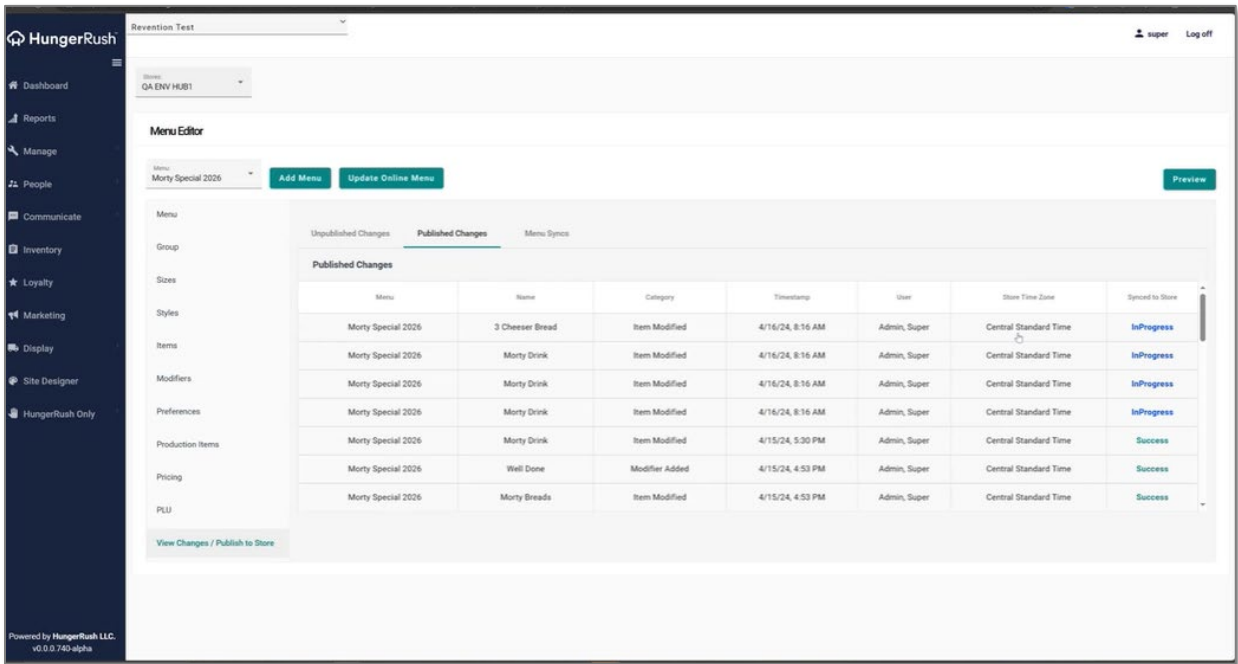 HungerRush
Revention Test
super Log off
Dashboard
Reports
Manage
People
Communicate
Inventory
Loyalty
Marketing
Display
Site Designer
HungerRush Only
Powered by HungerRush LLC.
v0.0.0.740-alpha
Stores
QA ENV HUB1
Menu Editor
Menu
Morty Special 2026
Add Menu
Update Online Menu
Preview
Menu
Group
Sizes
Styles
Items
Modifiers
Preferences
Production Items
Pricing
PLU
View Changes / Publish to Store
Unpublished Changes Published Changes Menu Syncs
Published Changes
Menu Name Category Timestamp User Store Time Zone Synced to Store
Morty Special 2026 3 Cheeser Bread Item Modified 4/16/24, 8:16 AM Admin, Super Central Standard Time InProgress
Morty Special 2026 Morty Drink Item Modified 4/16/24, 8:16 AM Admin, Super Central Standard Time InProgress
Morty Special 2026 Morty Drink Item Modified 4/16/24, 8:16 AM Admin, Super Central Standard Time InProgress
Morty Special 2026 Morty Drink Item Modified 4/16/24, 8:16 AM Admin, Super Central Standard Time InProgress
Morty Special 2026 Morty Drink Item Modified 4/15/24, 5:30 PM Admin, Super Central Standard Time Success
Morty Special 2026 Well Done Modifier Added 4/15/24, 4:53 PM Admin, Super Central Standard Time Success
Morty Special 2026 Morty Breads Item Modified 4/15/24, 4:53 PM Admin, Super Central Standard Time Success